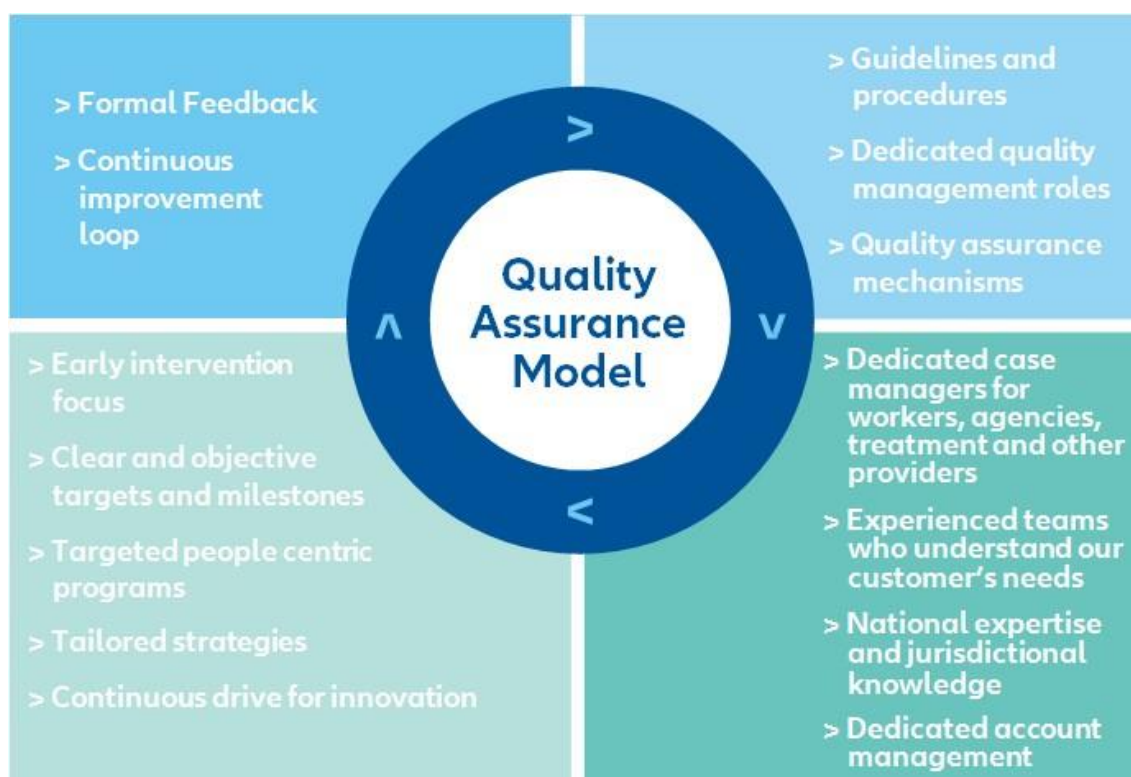 > Formal Feedback
> Continuous
improvement
loop
> Guidelines and
procedures
> Dedicated quality
management roles
> Quality assurance
mechanisms
>
Quality
Assurance
Model
>
<
>
> Early intervention
focus
> Clear and objective
targets and milestones
> Targeted people centric
programs
> Tailored strategies
> Continuous drive for innovation
> Dedicated case
managers for
workers, agencies,
treatment and other
providers
> Experienced teams
who understand our
customer’s needs
> National expertise
and jurisdictional
knowledge
> Dedicated account
management